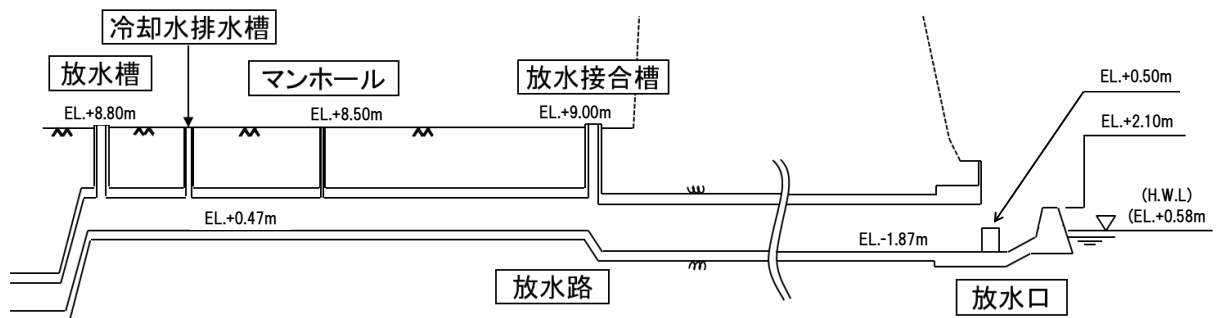 冷却水排水槽
放水槽
マンホール
放水接合槽
EL.+0.50m
EL.+8.80m
EL.+8.50m
EL.+9.00m
EL.+2.10m
(H.W.L)
(EL.+0.58m
EL.+0.47m
EL.-1.87m
放水路
放水口